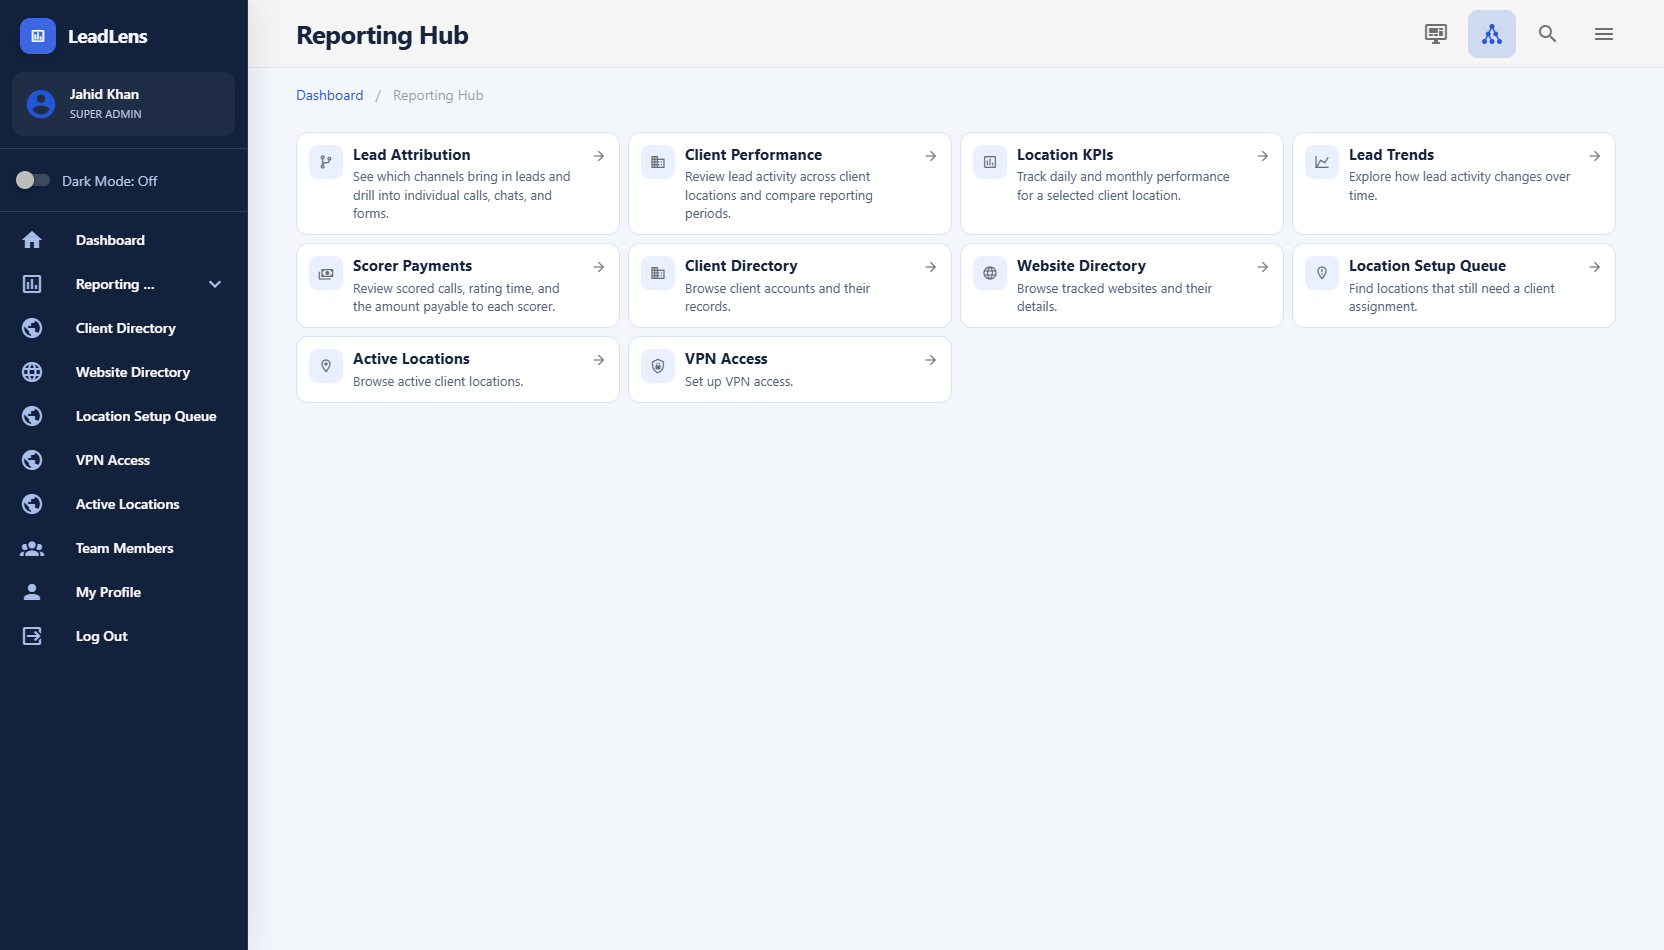 LeadLens
Jahid Khan
SUPER ADMIN
Dark Mode: Off
Dashboard
Reporting ...
Client Directory
Website Directory
Location Setup Queue
VPN Access
Active Locations
Team Members
My Profile
Log Out
Reporting Hub
Dashboard / Reporting Hub
Lead Attribution
See which channels bring in leads and
drill into individual calls, chats, and
forms.
Client Performance
Review lead activity across client
locations and compare reporting
periods.
Location KPIs
Track daily and monthly performance
for a selected client location.
Lead Trends
Explore how lead activity changes over
time.
Scorer Payments
Review scored calls, rating time, and
the amount payable to each scorer.
Client Directory
Browse client accounts and their
records.
Website Directory
Browse tracked websites and their
details.
Location Setup Queue
Find locations that still need a client
assignment.
Active Locations
Browse active client locations.
VPN Access
Set up VPN access.